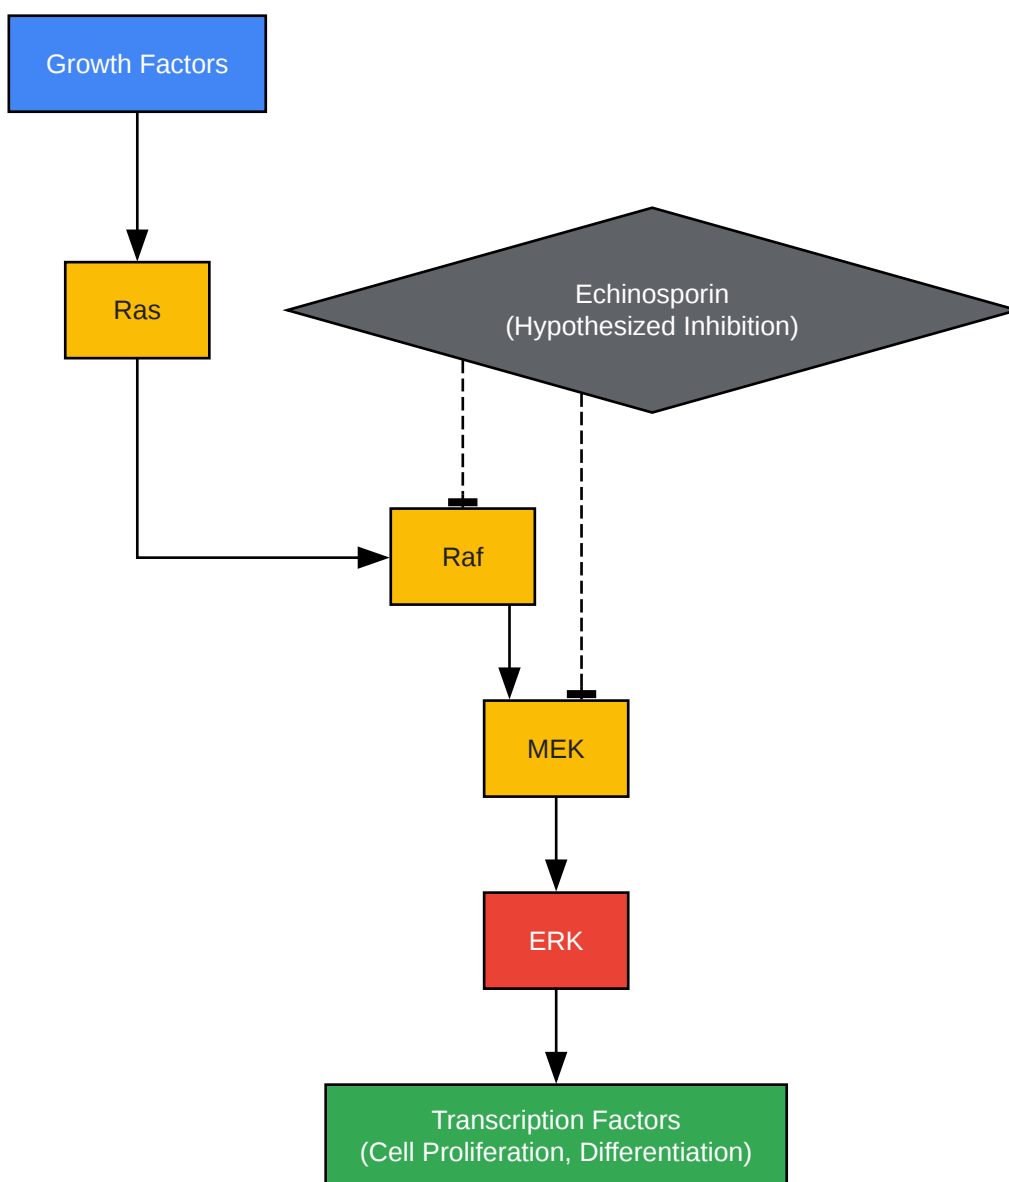 Growth Factors
Ras
Echinosporin
(Hypothesized Inhibition)
Raf
MEK
ERK
Transcription Factors
(Cell Proliferation, Differentiation)